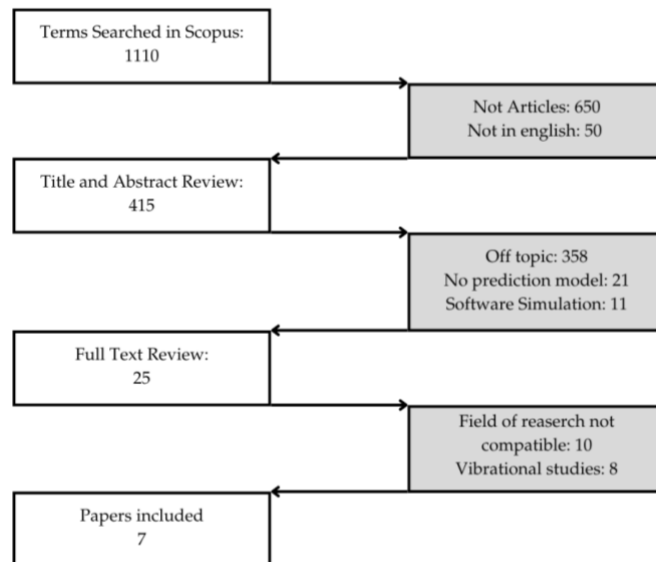 Terms Searched in Scopus:
1110
Not Articles: 650
Not in english: 50
Title and Abstract Review:
415
Off topic: 358
No prediction model: 21
Software Simulation: 11
Full Text Review:
25
Field of reaserch not
compatible: 10
Vibrational studies: 8
Papers included
7